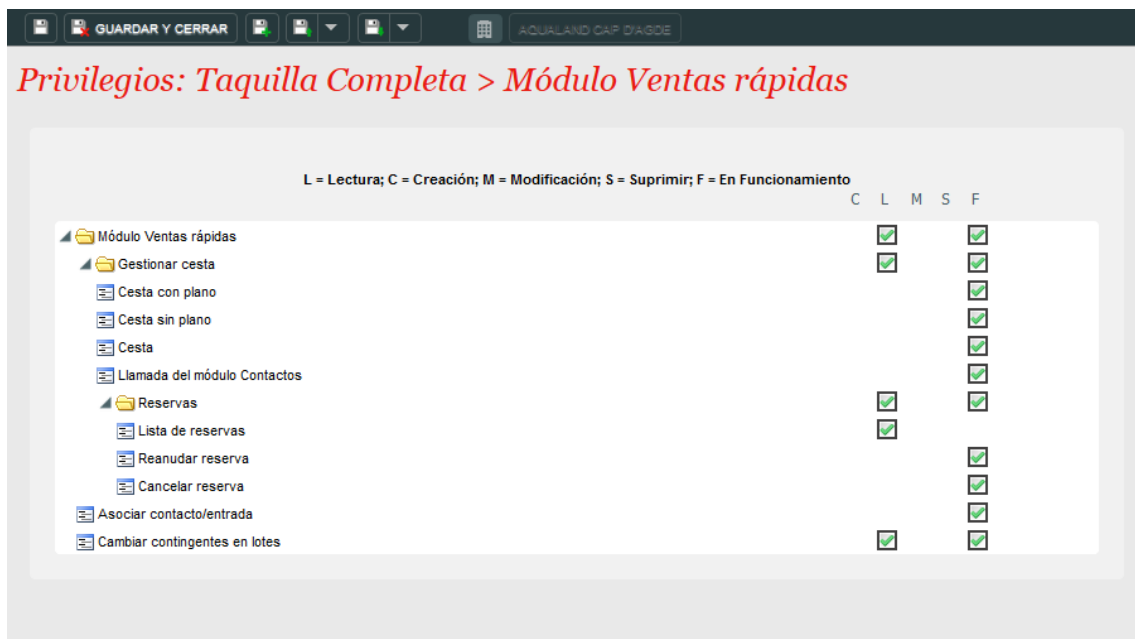 GUARDAR Y CERRAR AQUALAND CAP D'AGDE
Privilegios: Taquilla Completa > Módulo Ventas rápidas
L = Lectura; C = Creación; M = Modificación; S = Suprimir; F = En Funcionamiento
C L M S F
Módulo Ventas rápidas
Gestionar cesta
Cesta con plano
Cesta sin plano
Cesta
Llamada del módulo Contactos
Reservas
Lista de reservas
Reanudar reserva
Cancelar reserva
Asociar contacto/entrada
Cambiar contingentes en lotes